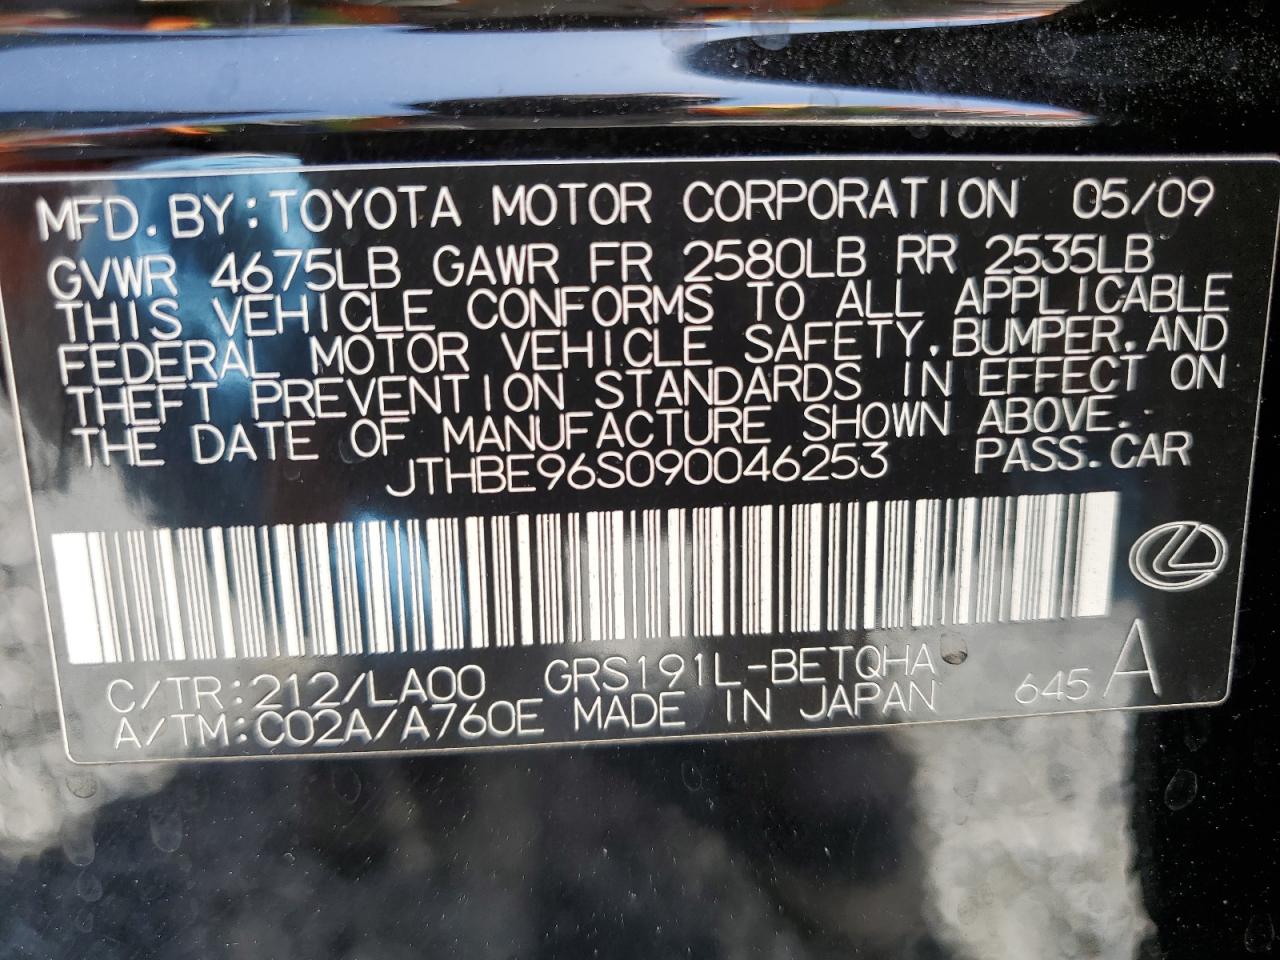 MFD. BY: TOYOTA MOTOR CORPORATION 05/09
GVWR 4675LB GAWR FR 2580LB RR 2535LB
THIS VEHICLE CONFORMS TO ALL APPLICABLE
FEDERAL MOTOR VEHICLE SAFETY, BUMPER, AND
THEFT PREVENTION STANDARDS IN EFFECT ON
THE DATE OF MANUFACTURE SHOWN ABOVE.
JTHBE96S090046253 PASS. CAR
C/TR: 212/LA00 GRS191L-BETQHA
A/TM: C02A/A760E MADE IN JAPAN 645 A